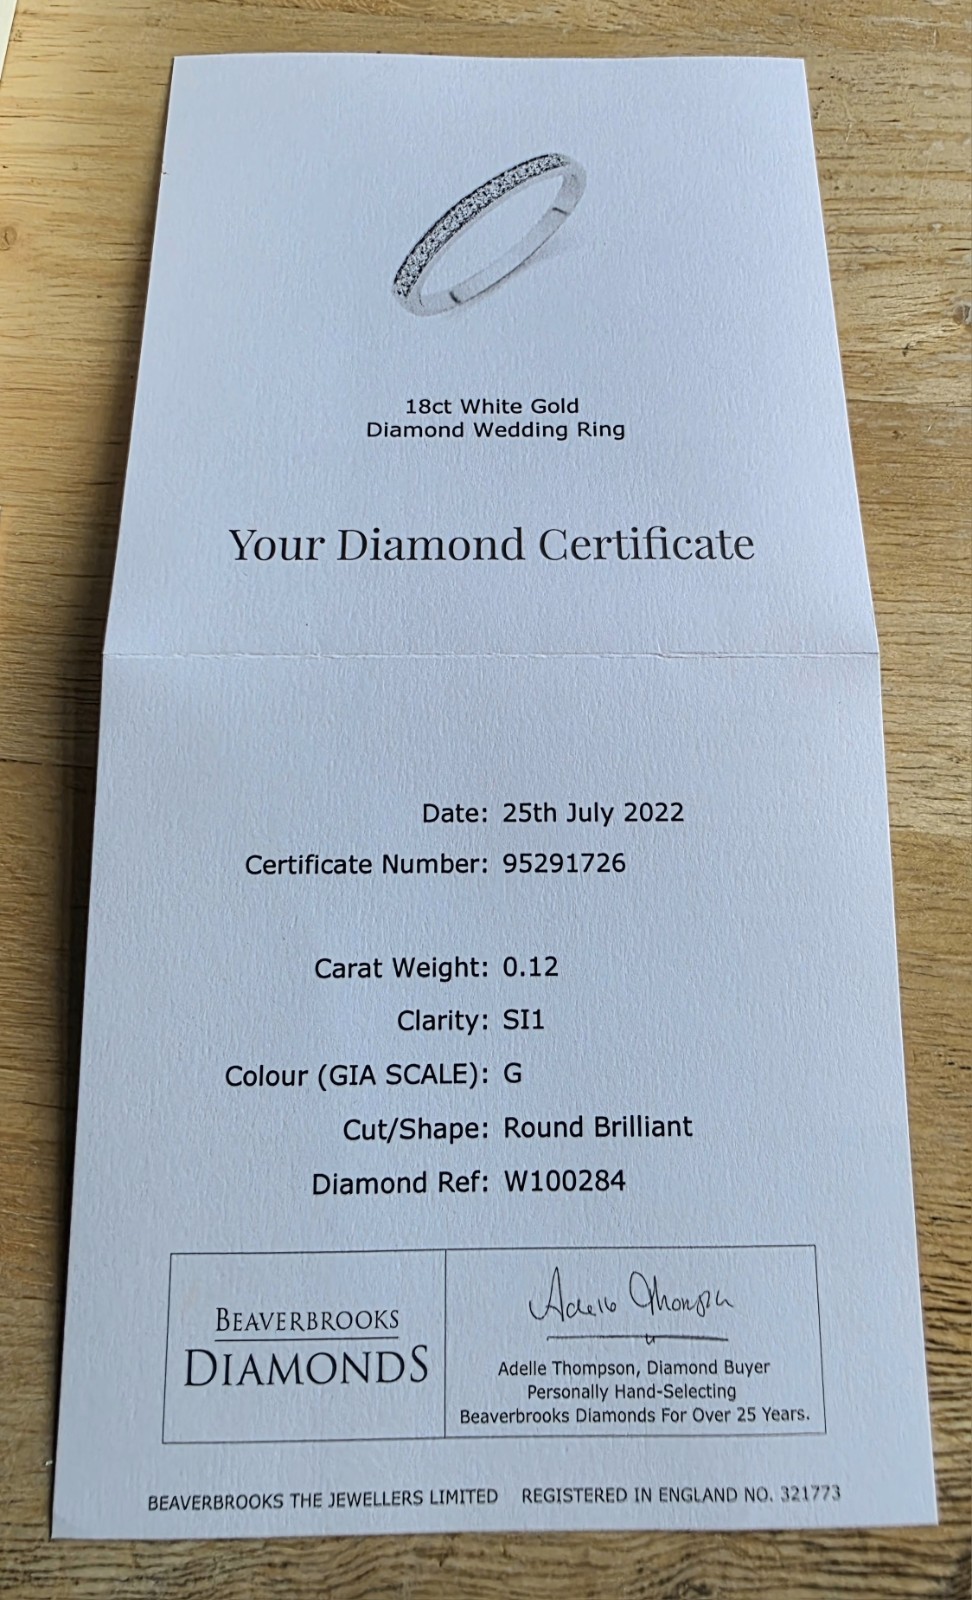 18ct White Gold
Diamond Wedding Ring
Your Diamond Certificate
Date: 25th July 2022
Certificate Number: 95291726
Carat Weight: 0.12
Clarity: SI1
Colour (GIA SCALE): G
Cut/Shape: Round Brilliant
Diamond Ref: W100284
BEAVERBROOKS
DIAMONDS
Adelle Thompson
Adelle Thompson, Diamond Buyer
Personally Hand-Selecting
Beaverbrooks Diamonds For Over 25 Years.
BEAVERBROOKS THE JEWELLERS LIMITED REGISTERED IN ENGLAND NO. 321773